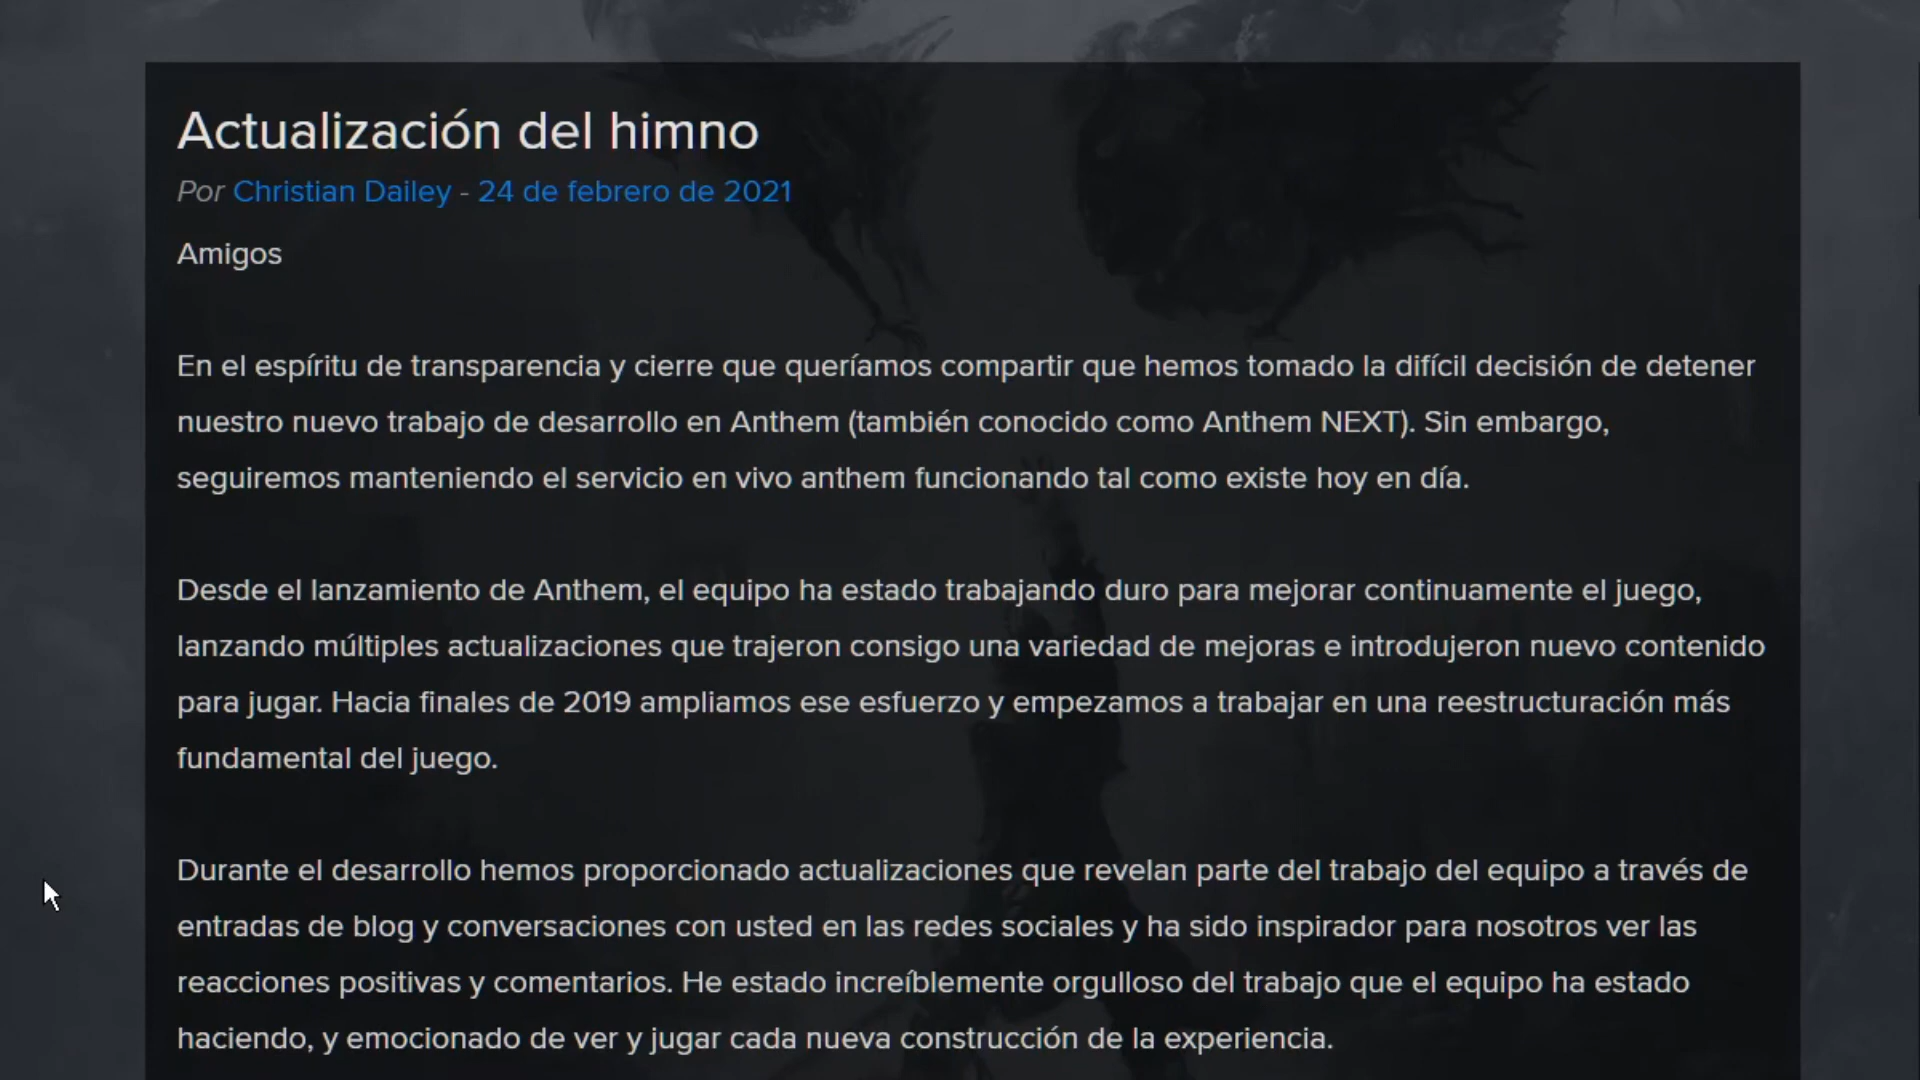 Actualización del himno
Por Christian Dailey - 24 de febrero de 2021
Amigos
En el espíritu de transparencia y cierre que queríamos compartir que hemos tomado la difícil decisión de detener
nuestro nuevo trabajo de desarrollo en Anthem (también conocido como Anthem NEXT). Sin embargo,
seguiremos manteniendo el servicio en vivo anthem funcionando tal como existe hoy en día.
Desde el lanzamiento de Anthem, el equipo ha estado trabajando duro para mejorar continuamente el juego,
lanzando múltiples actualizaciones que trajeron consigo una variedad de mejoras e introdujeron nuevo contenido
para jugar. Hacia finales de 2019 ampliamos ese esfuerzo y empezamos a trabajar en una reestructuración más
fundamental del juego.
Durante el desarrollo hemos proporcionado actualizaciones que revelan parte del trabajo del equipo a través de
entradas de blog y conversaciones con usted en las redes sociales y ha sido inspirador para nosotros ver las
reacciones positivas y comentarios. He estado increíblemente orgulloso del trabajo que el equipo ha estado
haciendo, y emocionado de ver y jugar cada nueva construcción de la experiencia.